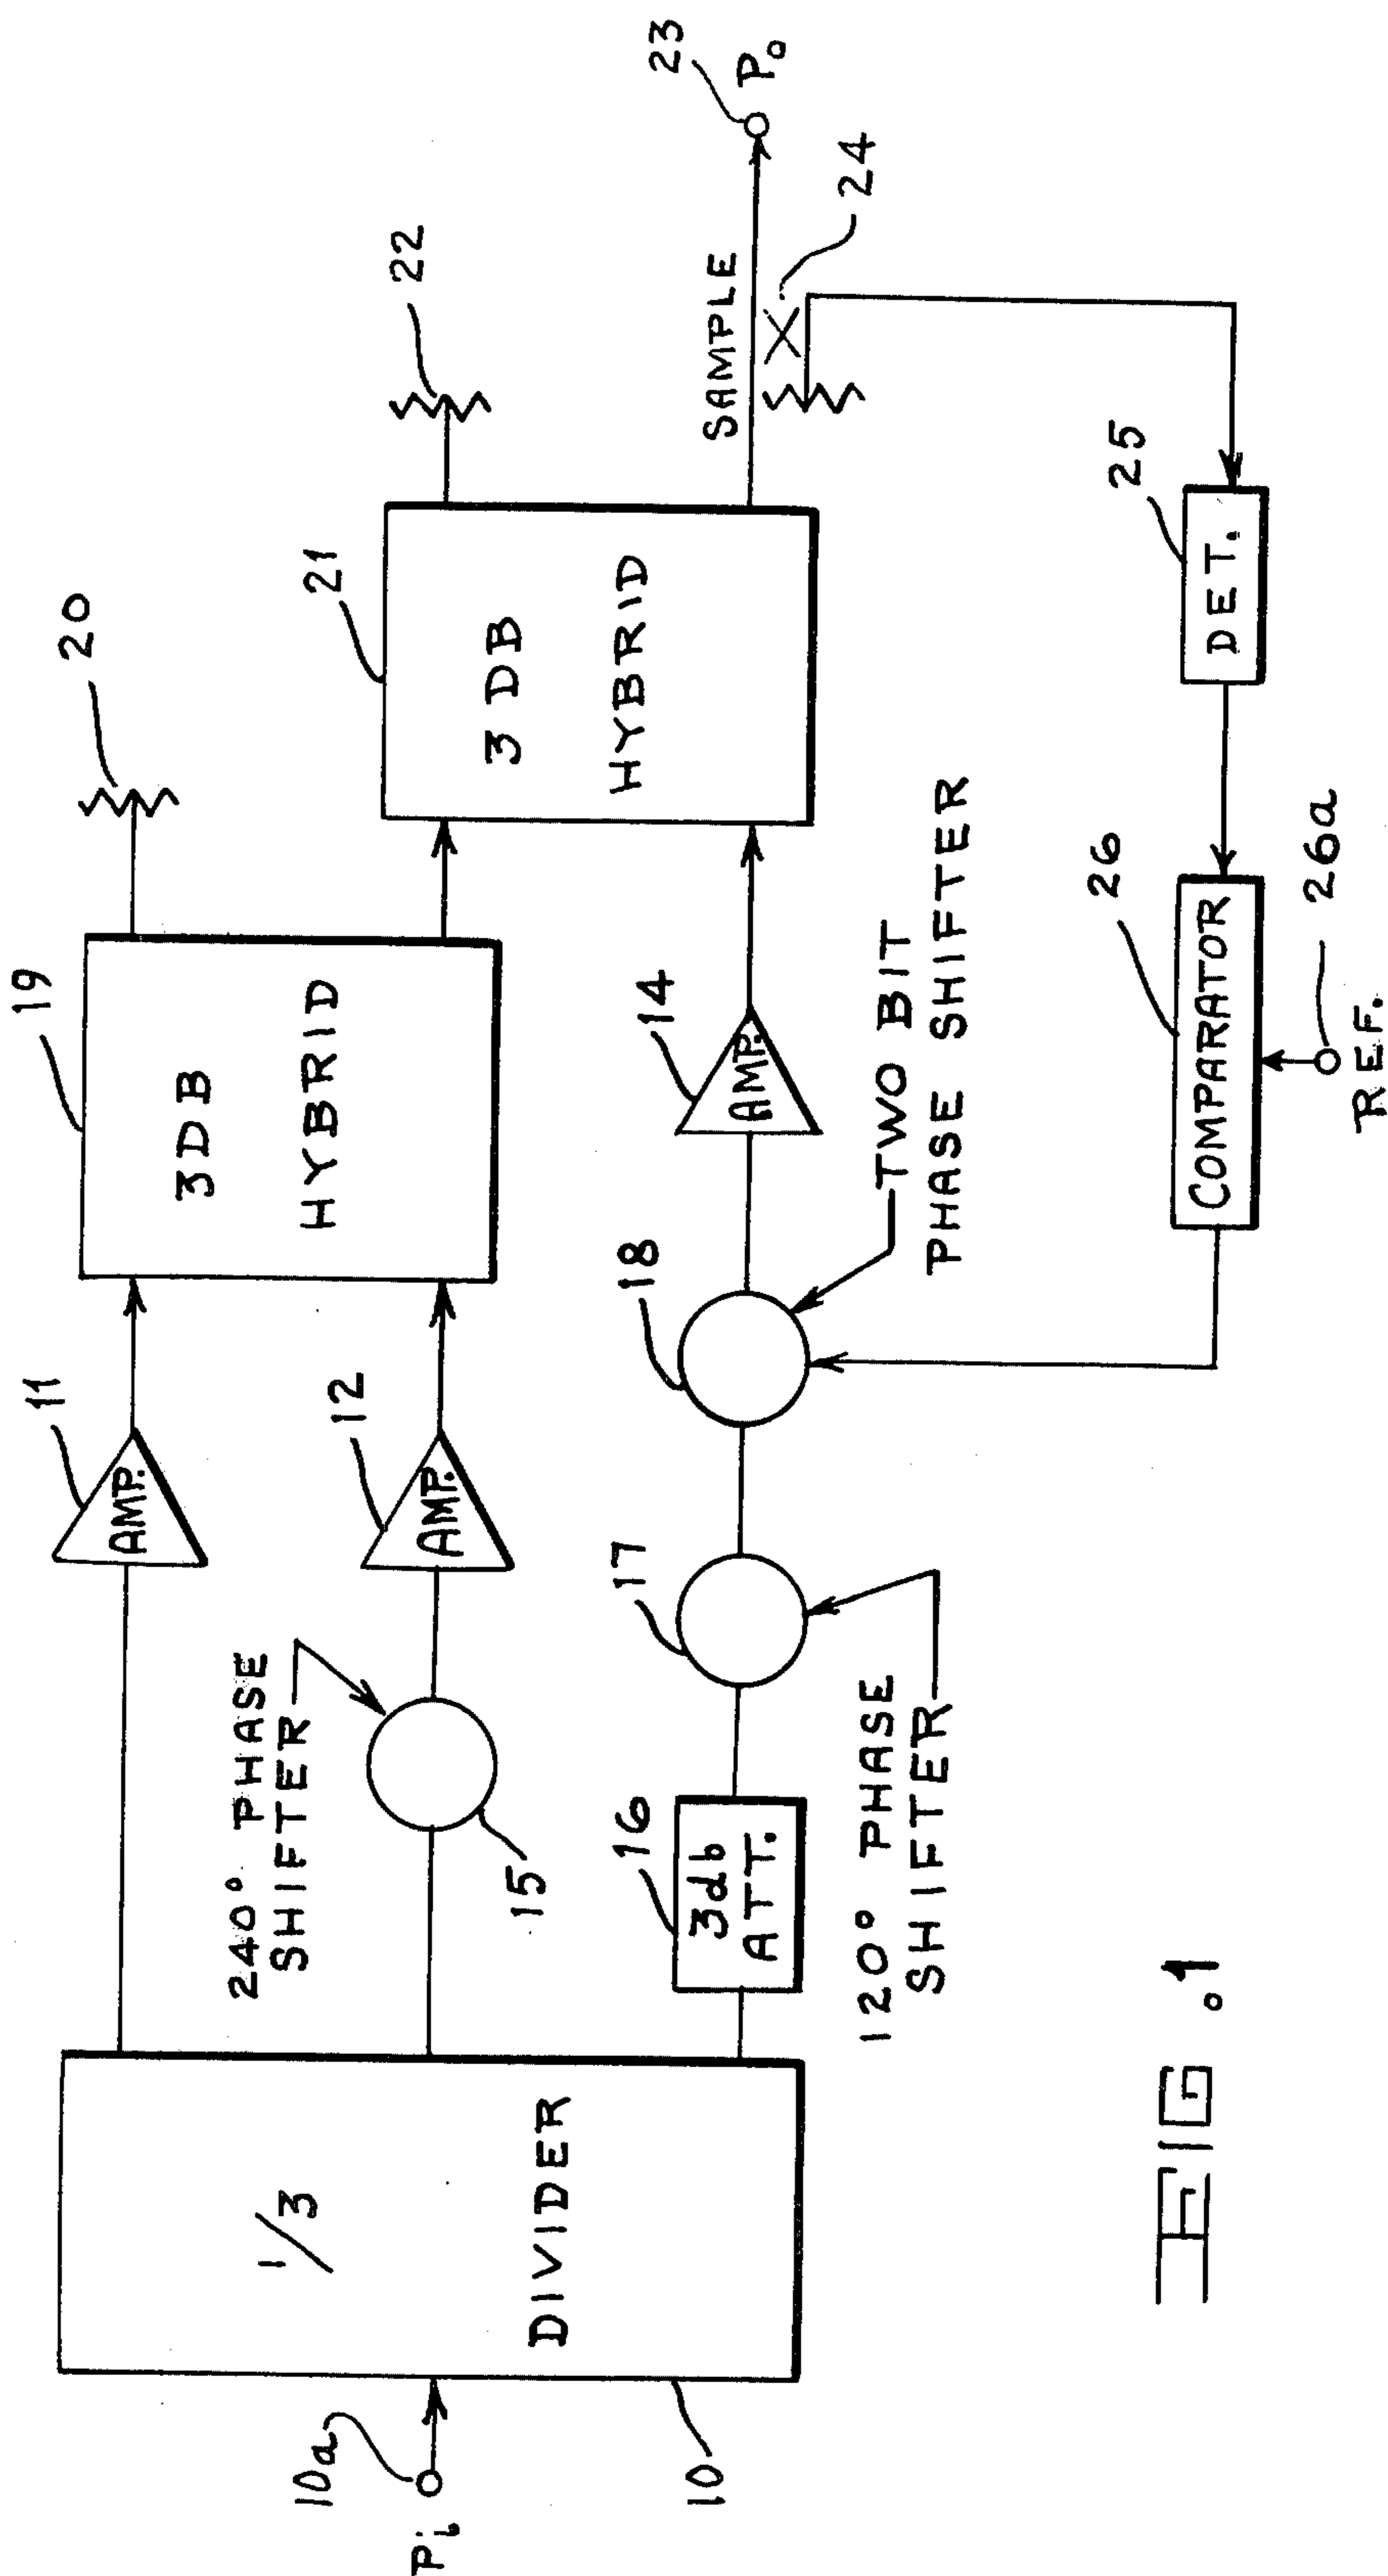 Pi
10a
10
1/3
DIVIDER
11
AMP.
240° PHASE
SHIFTER
15
12
AMP.
16
3db
ATT.
17
120° PHASE
SHIFTER
18
TWO BIT
PHASE SHIFTER
14
AMP.
19
3DB
HYBRID
20
21
3 DB
HYBRID
22
SAMPLE
23
Po
24
25
DET.
26
COMPARATOR
26a
REF.
FIG.1